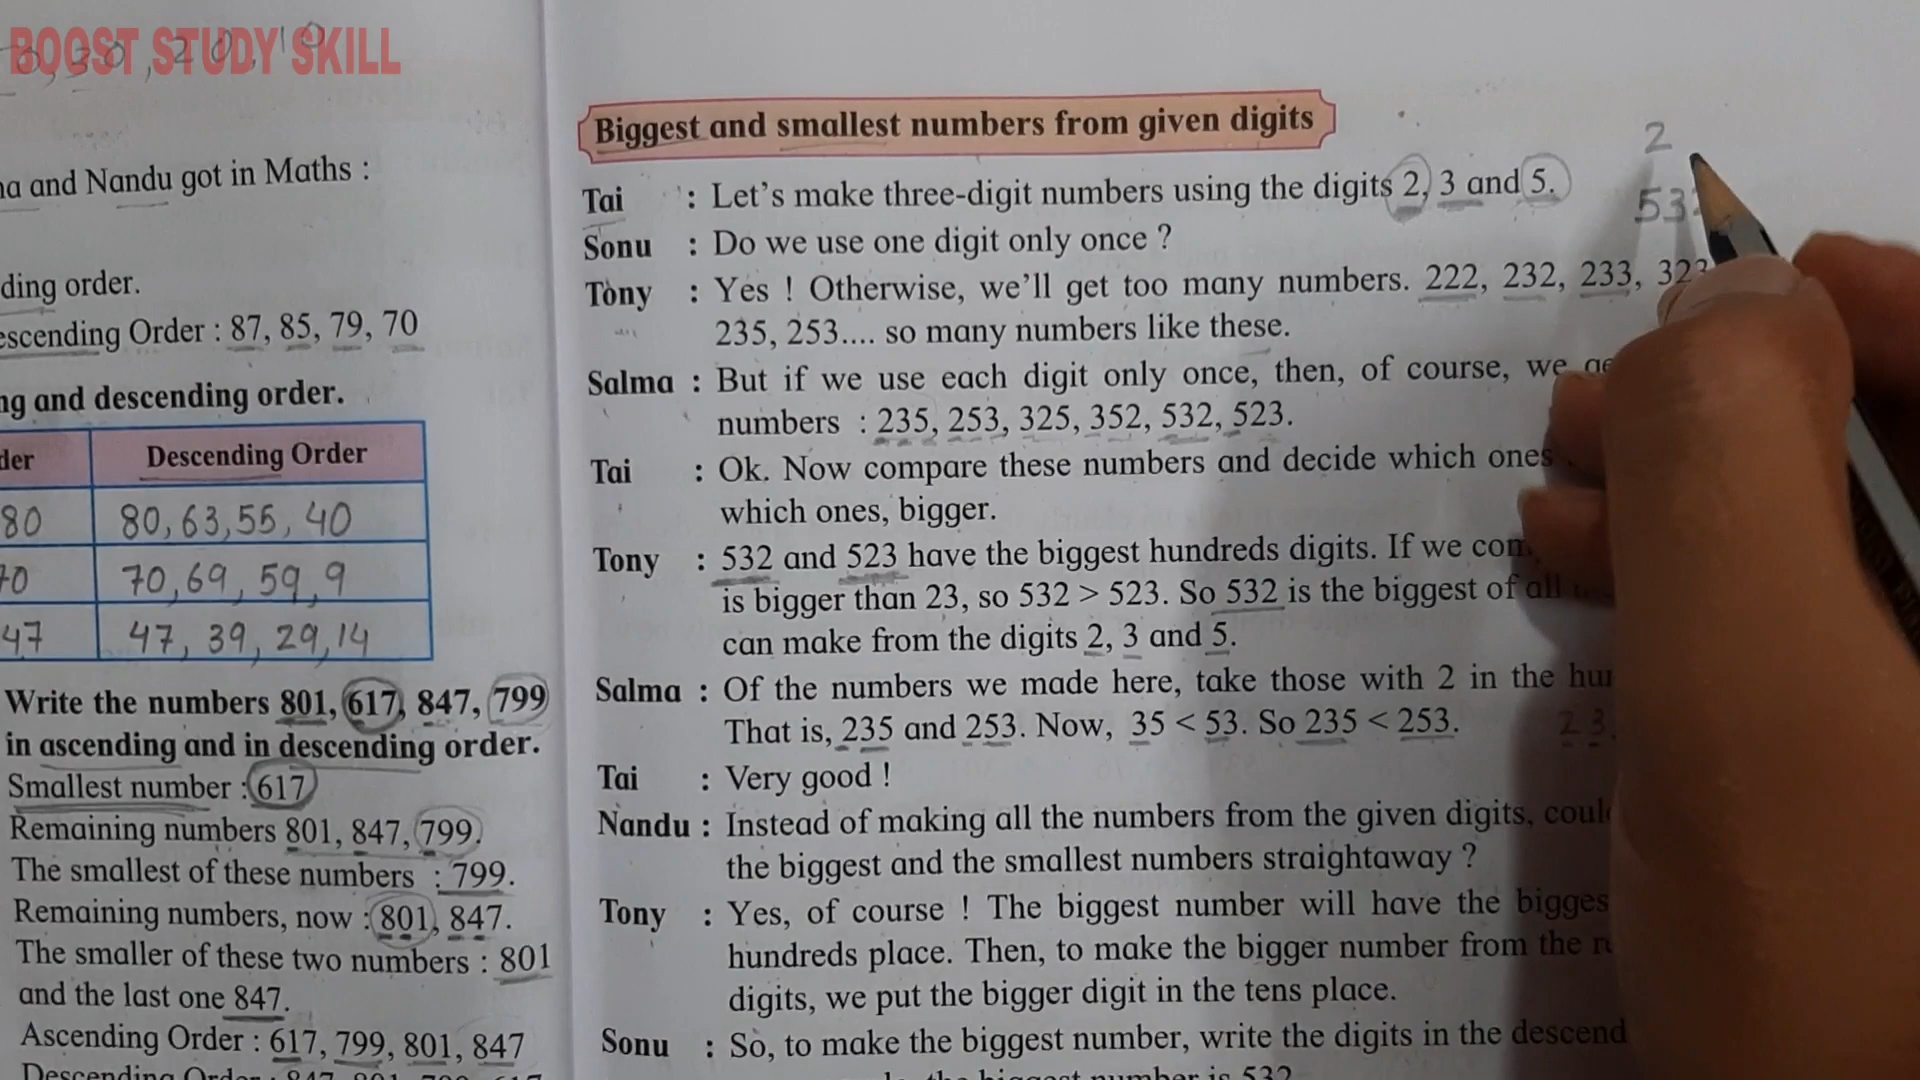 BOOST STUDY SKILL
30, 20, 10
na and Nandu got in Maths :
ding order.
escending Order : 87, 85, 79, 70
ng and descending order.
der Descending Order
80 80, 63, 55, 40
70 70, 69, 59, 9
47 47, 39, 29, 14
Write the numbers 801, 617, 847, 799
in ascending and in descending order.
Smallest number : 617
Remaining numbers 801, 847, 799.
The smallest of these numbers : 799.
Remaining numbers, now : 801, 847.
The smaller of these two numbers : 801
and the last one 847.
Ascending Order : 617, 799, 801, 847
Biggest and smallest numbers from given digits
2
53
Tai : Let's make three-digit numbers using the digits 2, 3 and 5.
Sonu : Do we use one digit only once ?
Tony : Yes ! Otherwise, we'll get too many numbers. 222, 232, 233, 323
235, 253.... so many numbers like these.
Salma : But if we use each digit only once, then, of course, we
numbers : 235, 253, 325, 352, 532, 523.
Tai : Ok. Now compare these numbers and decide which ones
which ones, bigger.
Tony : 532 and 523 have the biggest hundreds digits. If we
is bigger than 23, so 532 > 523. So 532 is the biggest of all
can make from the digits 2, 3 and 5.
Salma : Of the numbers we made here, take those with 2 in the
That is, 235 and 253. Now, 35 < 53. So 235 < 253. 23
Tai : Very good !
Nandu : Instead of making all the numbers from the given digits,
the biggest and the smallest numbers straightaway ?
Tony : Yes, of course ! The biggest number will have the
hundreds place. Then, to make the bigger number from the
digits, we put the bigger digit in the tens place.
Sonu : So, to make the biggest number, write the digits in the descend
the biggest number is 532